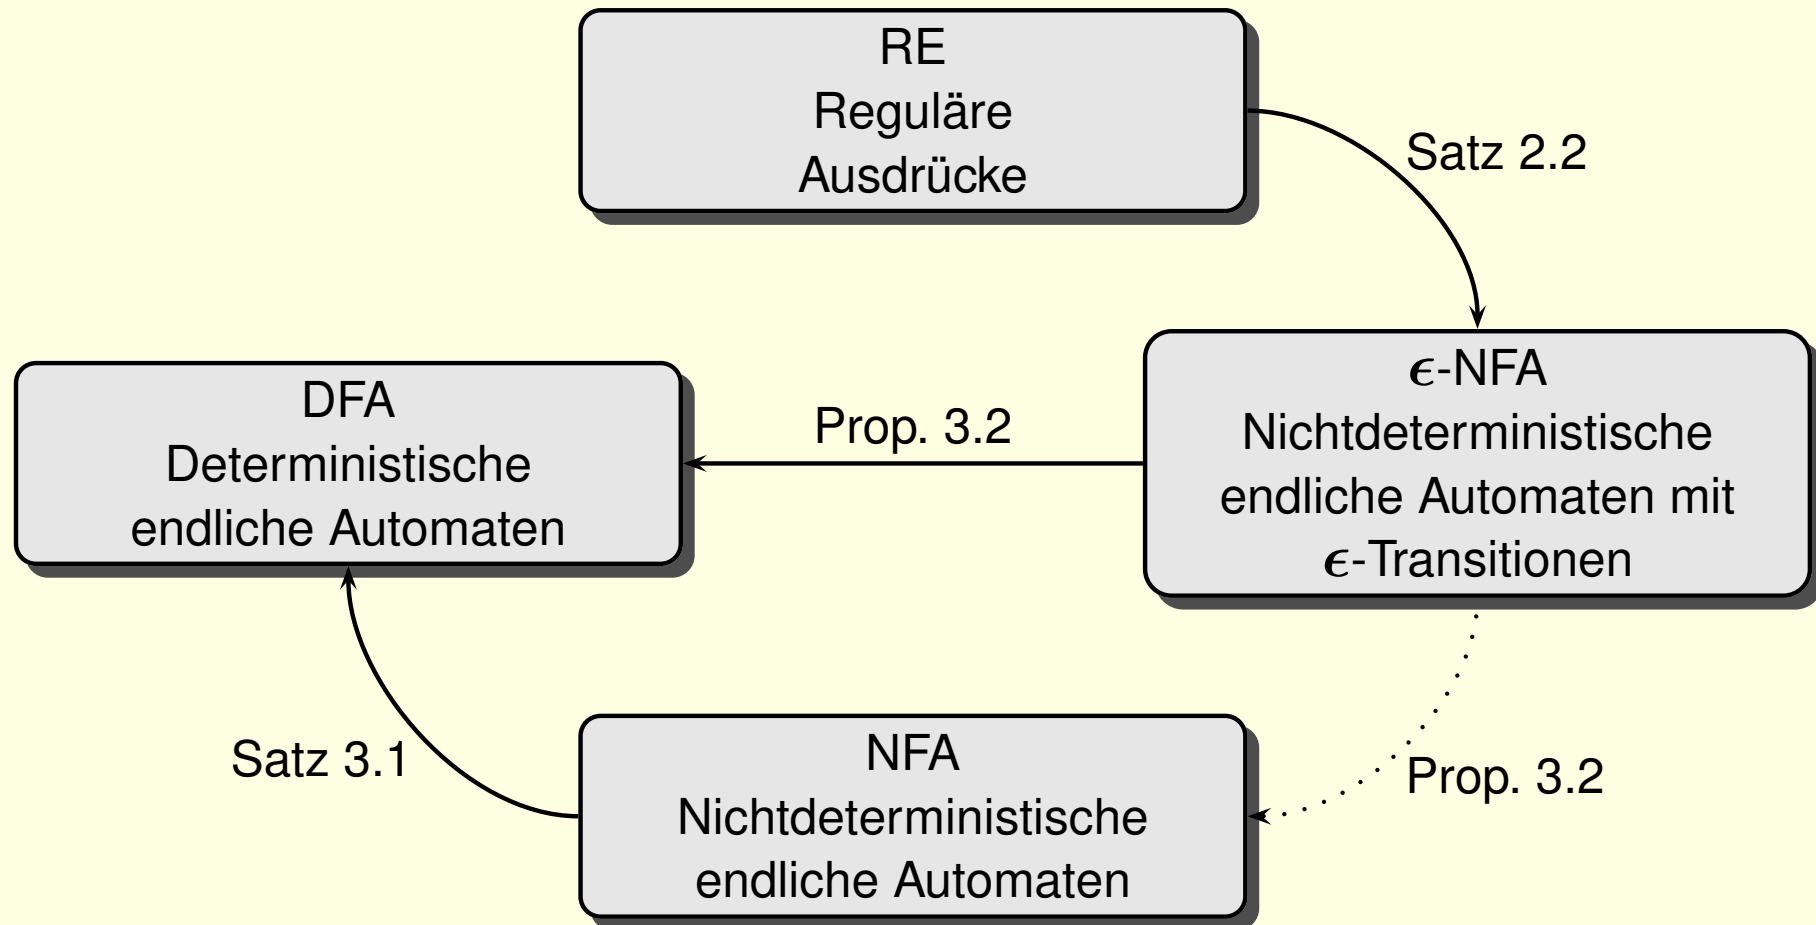 RE
Reguläre
Ausdrücke
Satz 2.2
DFA
Deterministische
endliche Automaten
Prop. 3.2
ϵ-NFA
Nichtdeterministische
endliche Automaten mit
ϵ-Transitionen
Satz 3.1
NFA
Nichtdeterministische
endliche Automaten
Prop. 3.2